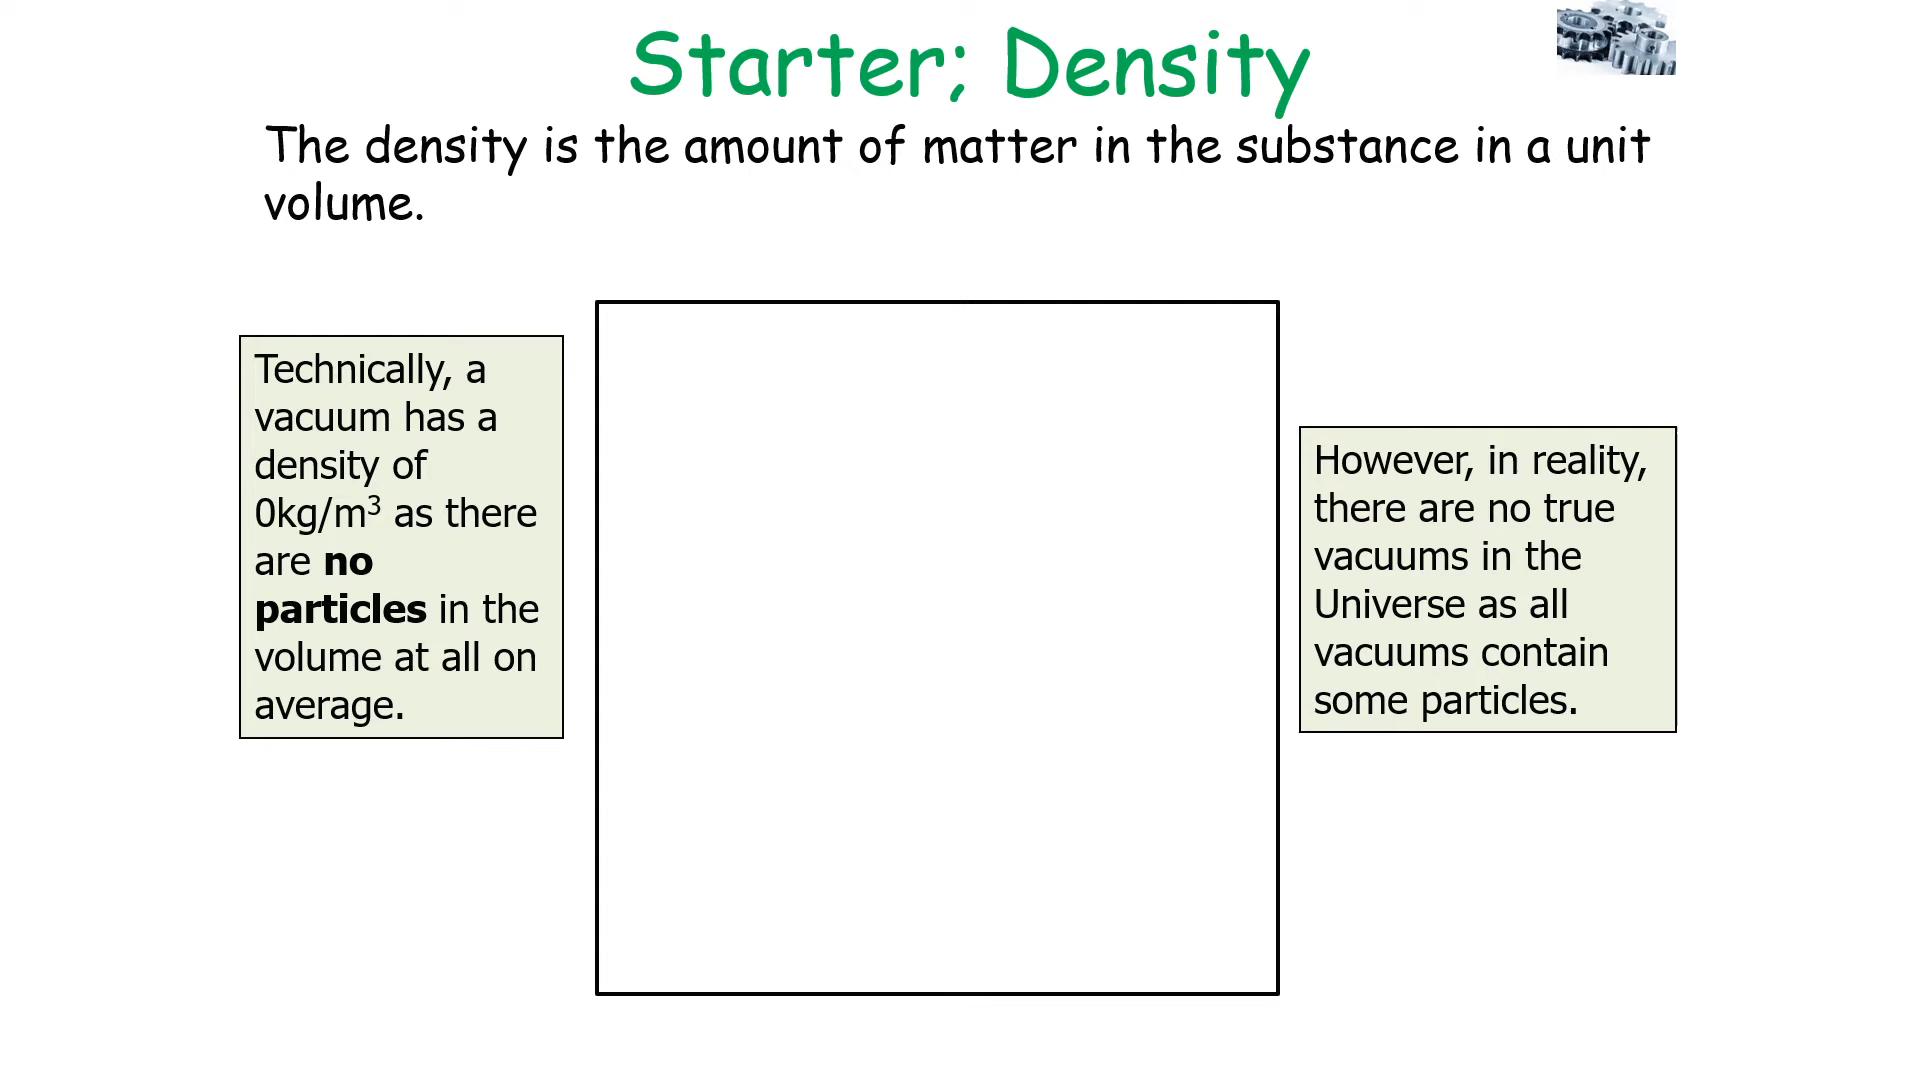 Starter; Density
The density is the amount of matter in the substance in a unit
volume.
Technically, a
vacuum has a
density of
0kg/m³ as there
are no
particles in the
volume at all on
average.
However, in reality,
there are no true
vacuums in the
Universe as all
vacuums contain
some particles.